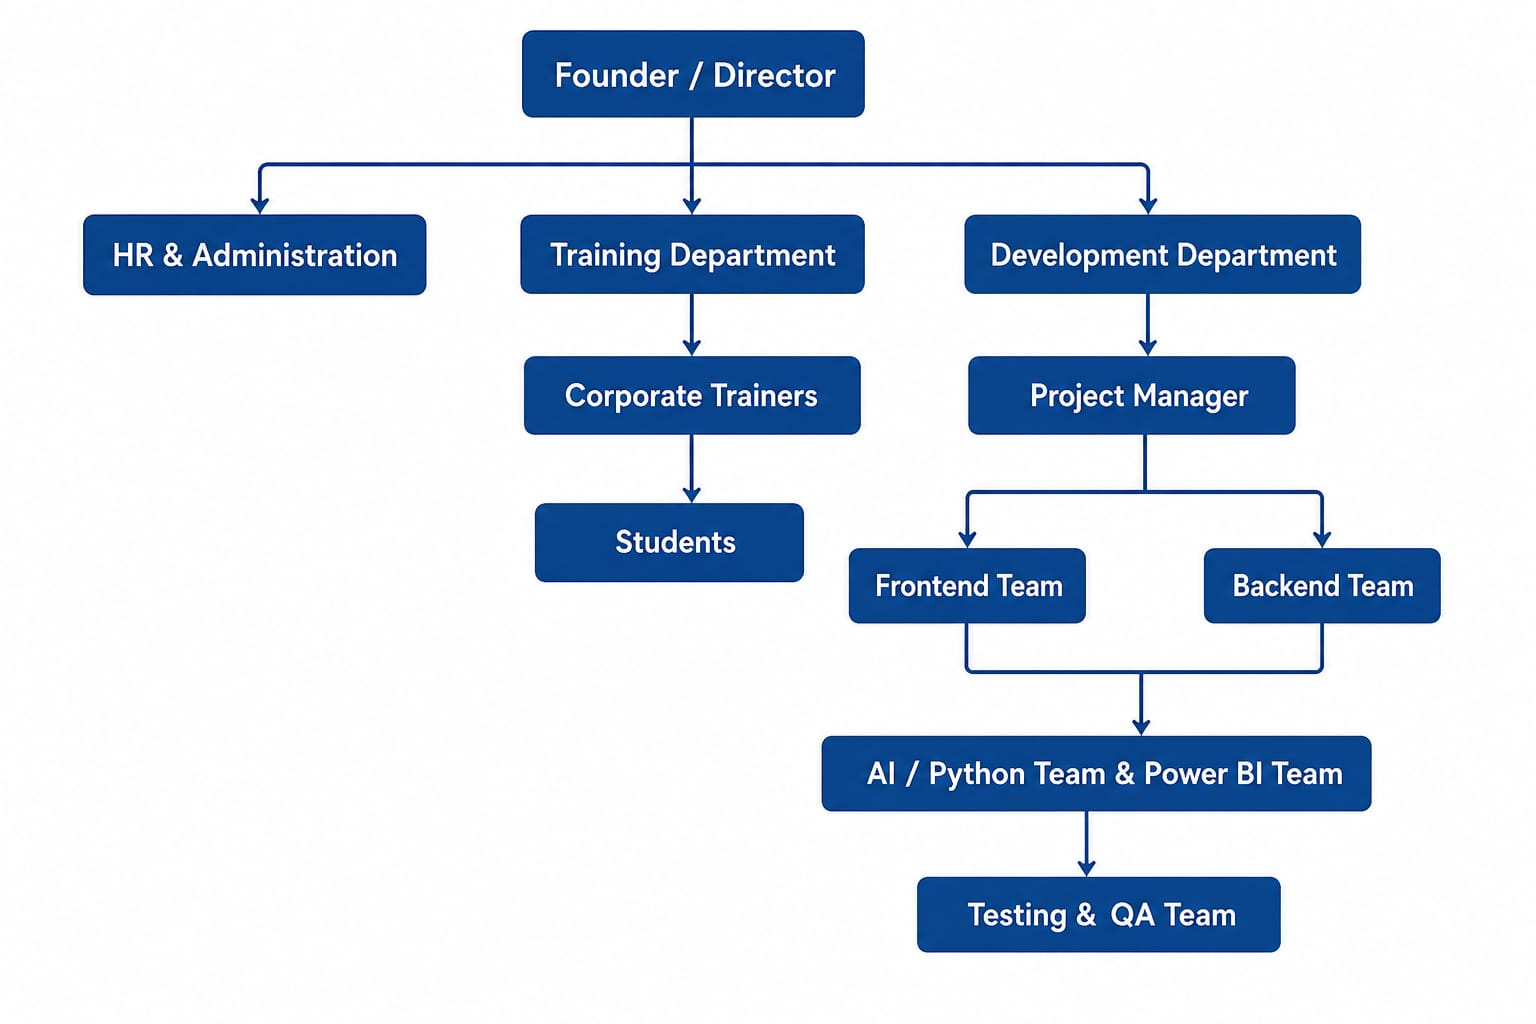 Founder / Director
HR & Administration
Training Department
Development Department
Corporate Trainers
Project Manager
Students
Frontend Team
Backend Team
AI / Python Team & Power BI Team
Testing & QA Team